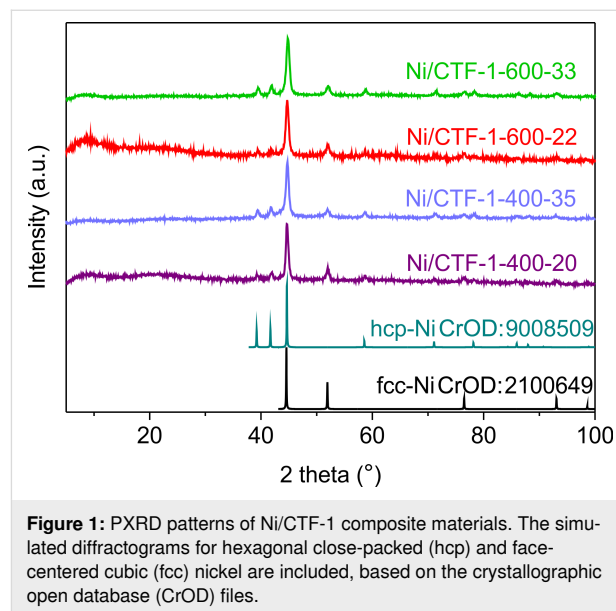 Intensity (a.u.)
Ni/CTF-1-600-33
Ni/CTF-1-600-22
Ni/CTF-1-400-35
Ni/CTF-1-400-20
hcp-Ni CrOD:9008509
fcc-Ni CrOD:2100649
20 40 60 80 100
2 theta (°)
Figure 1: PXRD patterns of Ni/CTF-1 composite materials. The simu-
lated diffractograms for hexagonal close-packed (hcp) and face-
centered cubic (fcc) nickel are included, based on the crystallographic
open database (CrOD) files.